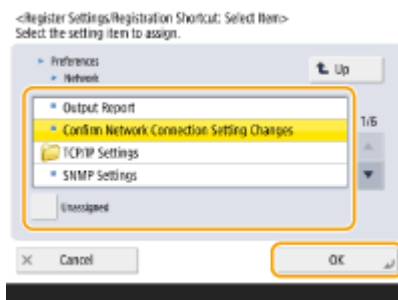 <Register Settings/Registration Shortcut: Select Item>
Select the setting item to assign.
Preferences
Network
Up
Output Report
Confirm Network Connection Setting Changes
TCP/IP Settings
SNMP Settings
1/6
Unassigned
Cancel
OK